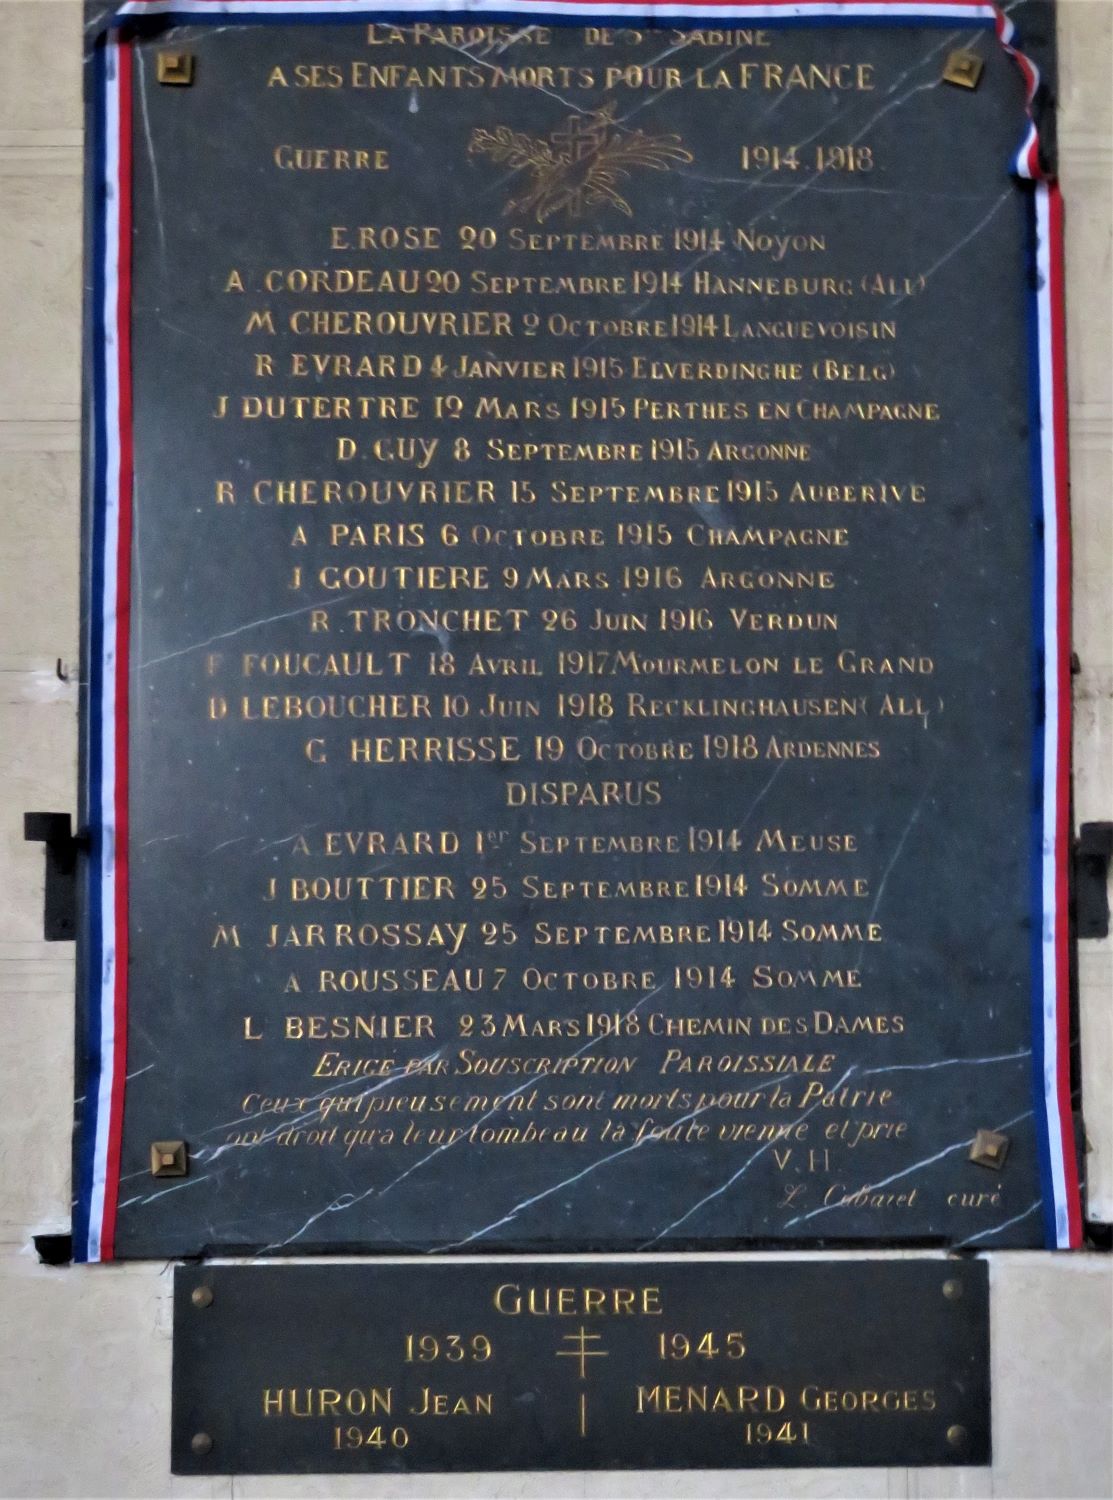 LA PAROISSE DE Ste SABINE
A SES ENFANTS MORTS POUR LA FRANCE
GUERRE 1914.1918.
E.ROSE 20 SEPTEMBRE 1914 NOYON
A.CORDEAU 20 SEPTEMBRE 1914 HANNEBURG (ALL)
M.CHEROUVRIER 2 OCTOBRE 1914 LANGUEVOISIN
R EVRARD 4 JANVIER 1915 ELVERDINGHE (BELG)
J DUTERTRE 12 MARS 1915 PERTHES EN CHAMPAGNE
D.GUY 8 SEPTEMBRE 1915 ARGONNE
R CHEROUVRIER 15 SEPTEMBRE 1915 AUBERIVE
A PARIS 6 OCTOBRE 1915 CHAMPAGNE
J GOUTIERE 9 MARS 1916 ARGONNE
R.TRONCHET 26 JUIN 1916 VERDUN
F FOUCAULT 18 AVRIL 1917 MOURMELON LE GRAND
D LEBOUCHER 10 JUIN 1918 RECKLINGHAUSEN (ALL)
G HERRISSE 19 OCTOBRE 1918 ARDENNES
DISPARUS
A EVRARD 1er SEPTEMBRE 1914 MEUSE
J BOUTTIER 25 SEPTEMBRE 1914 SOMME
M JARROSSAY 25 SEPTEMBRE 1914 SOMME
A ROUSSEAU 7 OCTOBRE 1914 SOMME
L BESNIER 23 MARS 1918 CHEMIN DES DAMES
ERIGÉ PAR SOUSCRIPTION PAROISSIALE
Ceux qui pieusement sont morts pour la Patrie
ont droit qu'a leur tombeau la foule vienne et prie
V.H.
L. Cabaret curé
GUERRE
1939 1945
HURON JEAN MENARD GEORGES
1940 1941